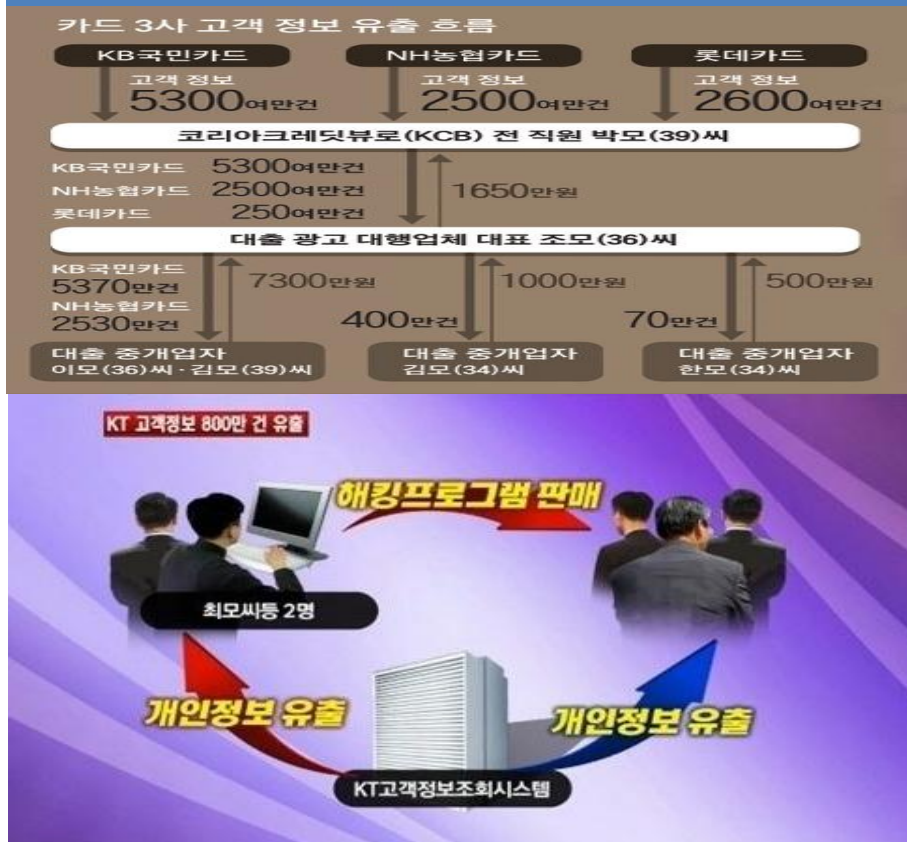 카드 3사 고객 정보 유출 흐름
KB국민카드 NH농협카드 롯데카드
고객 정보 고객 정보 고객 정보
5300여만건 2500여만건 2600여만건
코리아크레딧뷰로(KCB) 전 직원 박모(39)씨
KB국민카드 5300여만건
NH농협카드 2500여만건 1650만원
롯데카드 250여만건
대출 광고 대행업체 대표 조모(36)씨
KB국민카드
5370만건 7300만원 1000만원 500만원
NH농협카드
2530만건 400만건 70만건
대출 중개업자 대출 중개업자 대출 중개업자
이모(36)씨·김모(39)씨 김모(34)씨 한모(34)씨
KT 고객정보 800만 건 유출
해킹프로그램 판매
최모씨등 2명
개인정보 유출 개인정보 유출
KT고객정보조회시스템